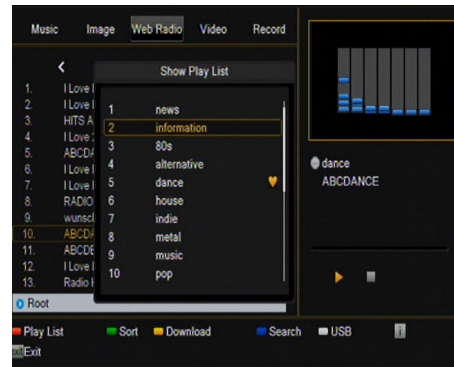 Music Image Web Radio Video Record
Show Play List
1. I Love
2. I Love
3. HITS A
4. I Love
5. ABCDA
6. I Love
7. I Love
8. RADIO
9. wunscl
10. ABCDA
11. ABCDE
12. I Love
13. Radio
1 news
2 information
3 80s
4 alternative
5 dance
6 house
7 indie
8 metal
9 music
10 pop
dance
ABCDANCE
Root
Play List Sort Download Search USB i
Exit